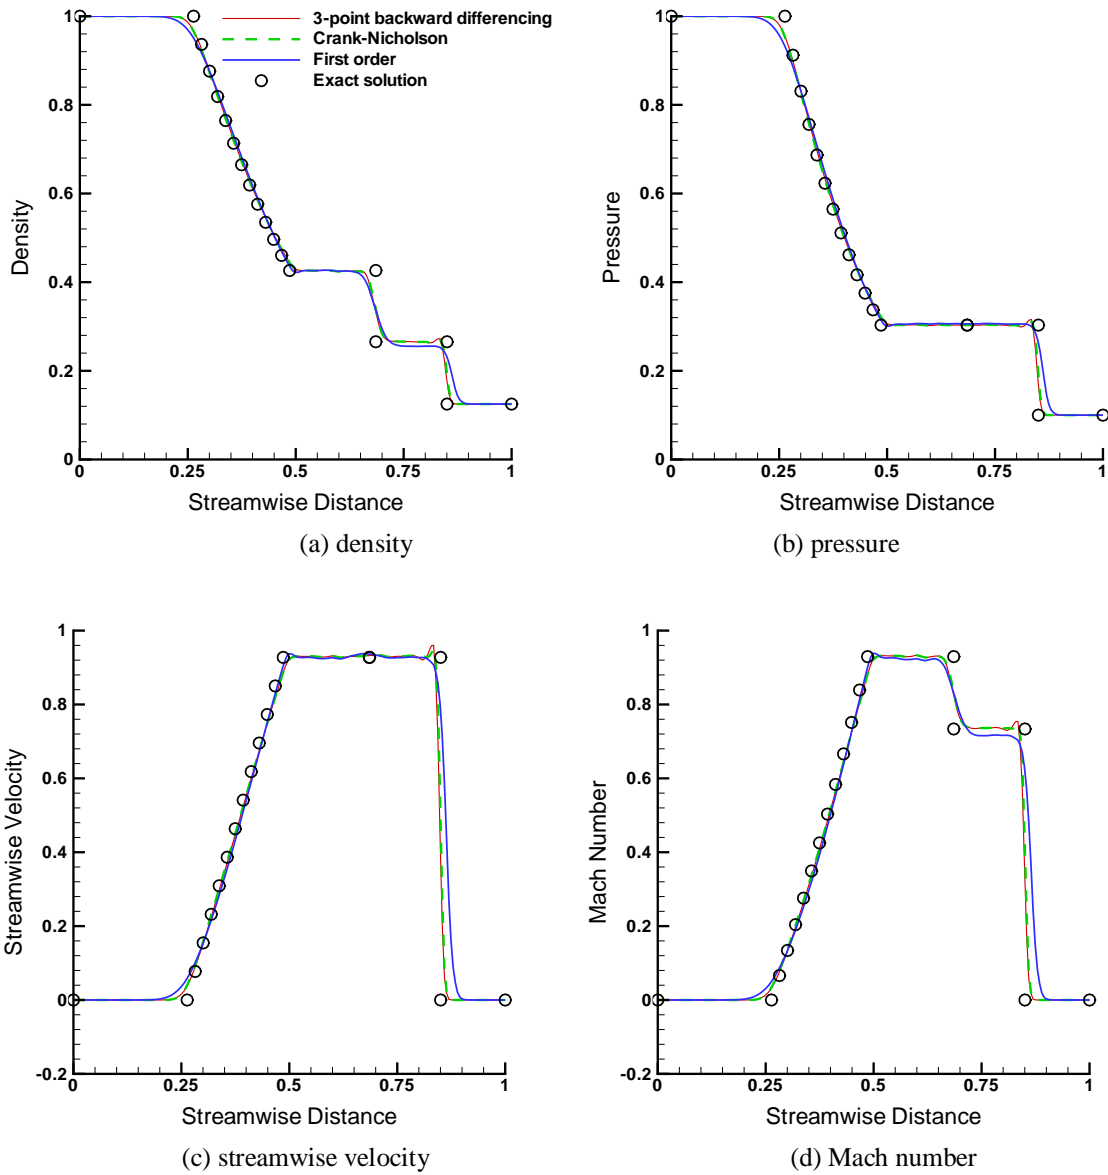 3-point backward differencing
Crank-Nicholson
First order
Exact solution
1
0.8
0.6
0.4
0.2
0
Density
0 0.25 0.5 0.75 1
Streamwise Distance
(a) density
1
0.8
0.6
0.4
0.2
0
Pressure
0 0.25 0.5 0.75 1
Streamwise Distance
(b) pressure
1
0.8
0.6
0.4
0.2
0
-0.2
Streamwise Velocity
0 0.25 0.5 0.75 1
Streamwise Distance
(c) streamwise velocity
1
0.8
0.6
0.4
0.2
0
-0.2
Mach Number
0 0.25 0.5 0.75 1
Streamwise Distance
(d) Mach number